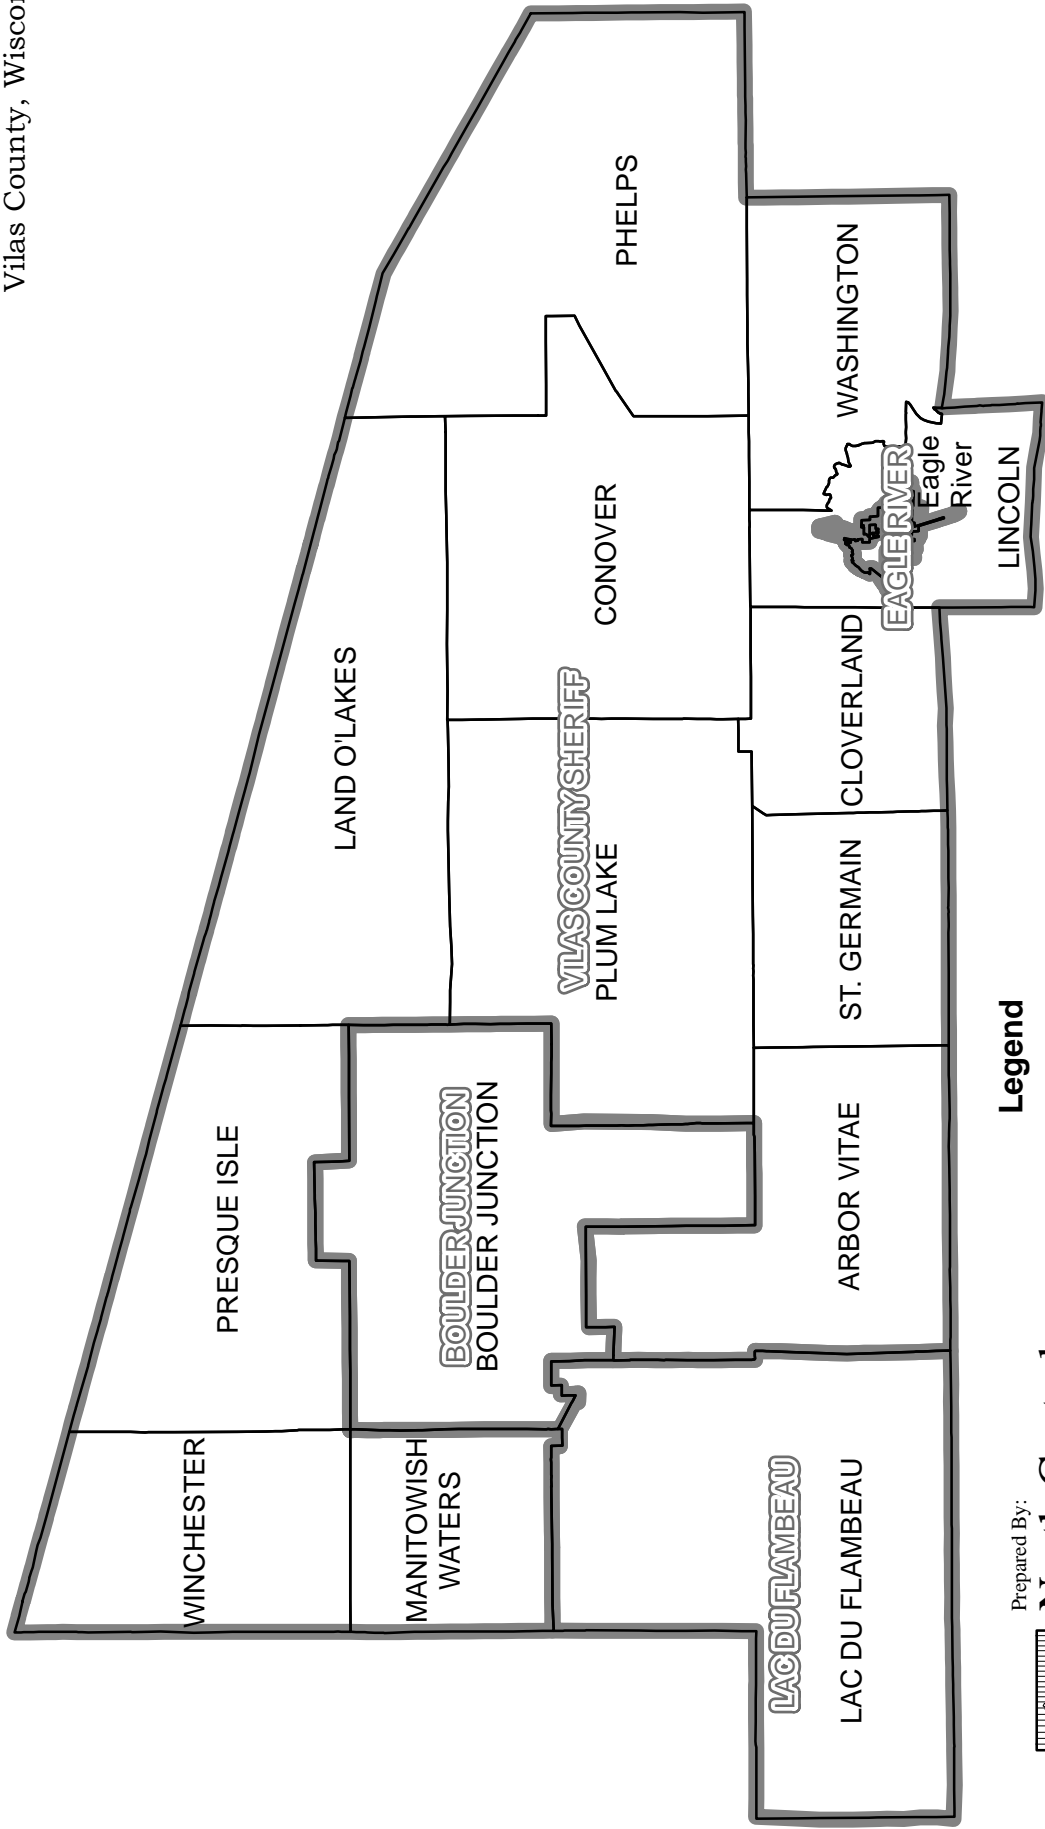 Vilas County,
WINCHESTER
PRESQUE ISLE
LAND O'LAKES
PHELPS
MANITOWISH
WATERS
BOULDER JUNCTION
BOULDER JUNCTION
VILAS COUNTY SHERIFF
PLUM LAKE
CONOVER
LAC DU FLAMBEAU
LAC DU FLAMBEAU
ARBOR VITAE
ST. GERMAIN
CLOVERLAND
WASHINGTON
EAGLE RIVER
Eagle
River
LINCOLN
Legend
Prepared By: